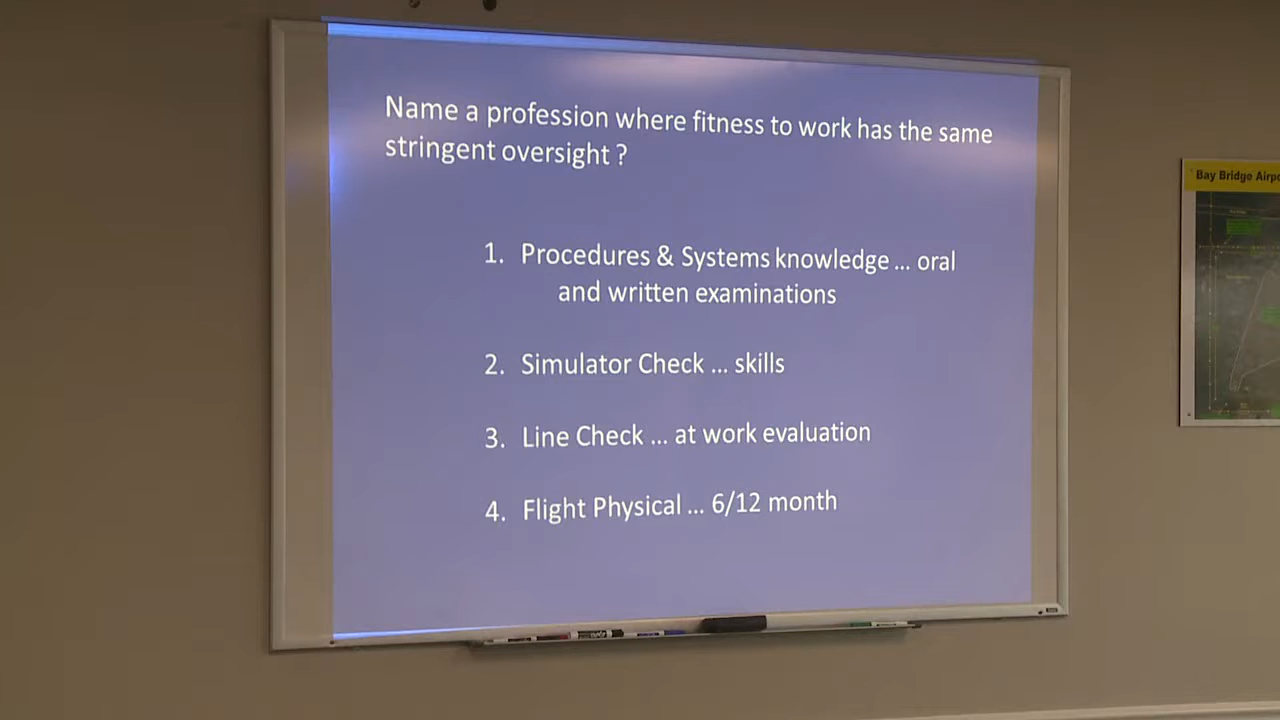 Name a profession where fitness to work has the same
stringent oversight ?
1. Procedures & Systems knowledge ... oral
and written examinations
2. Simulator Check ... skills
3. Line Check ... at work evaluation
4. Flight Physical ... 6/12 month
Bay Bridge